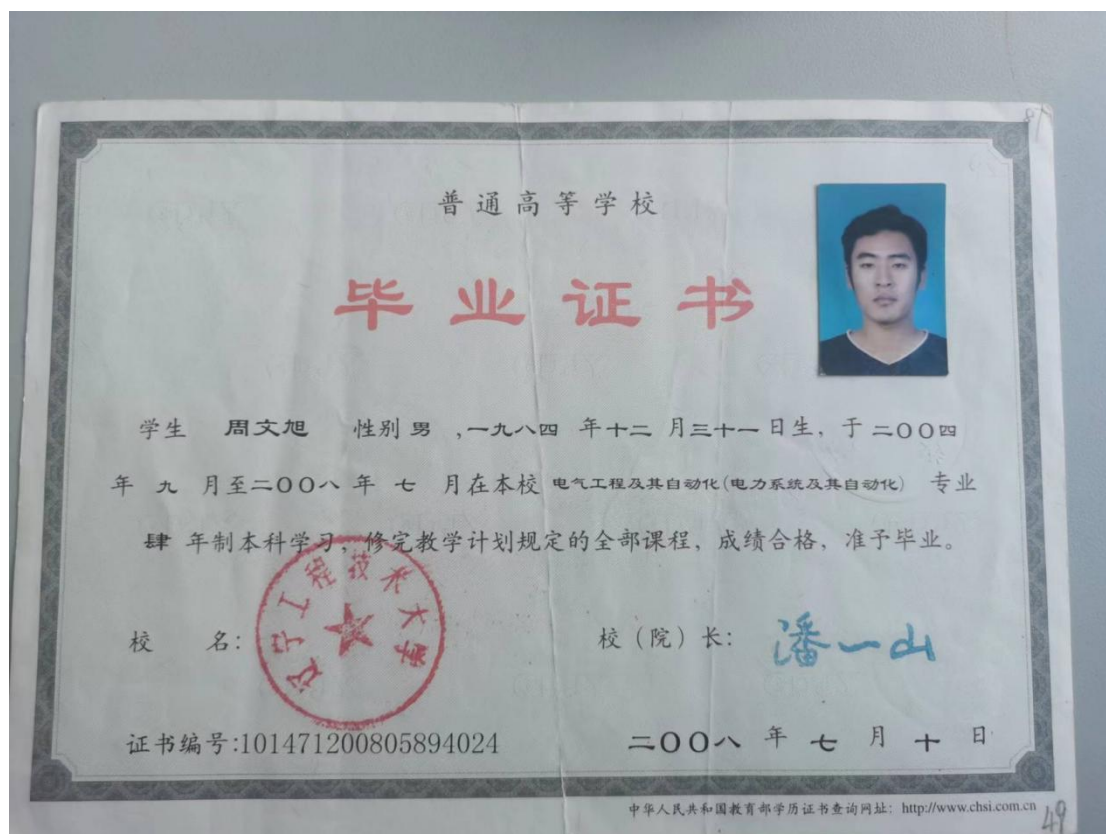 普通高等学校
毕业证书
学生 周文旭 性别 男 ,一九八四 年十二 月三十一日生, 于 二00四
年 九 月至二00八 年 七 月在本校 电气工程及其自动化(电力系统及其自动化) 专业
肆 年制本科学习, 修完教学计划规定的全部课程, 成绩合格, 准予毕业。
辽宁工程技术大学
校 名: 校(院)长: 潘一山
证书编号:101471200805894024 二00八 年 七 月 十 日
中华人民共和国教育部学历证书查询网址: http://www.chsi.com.cn
49